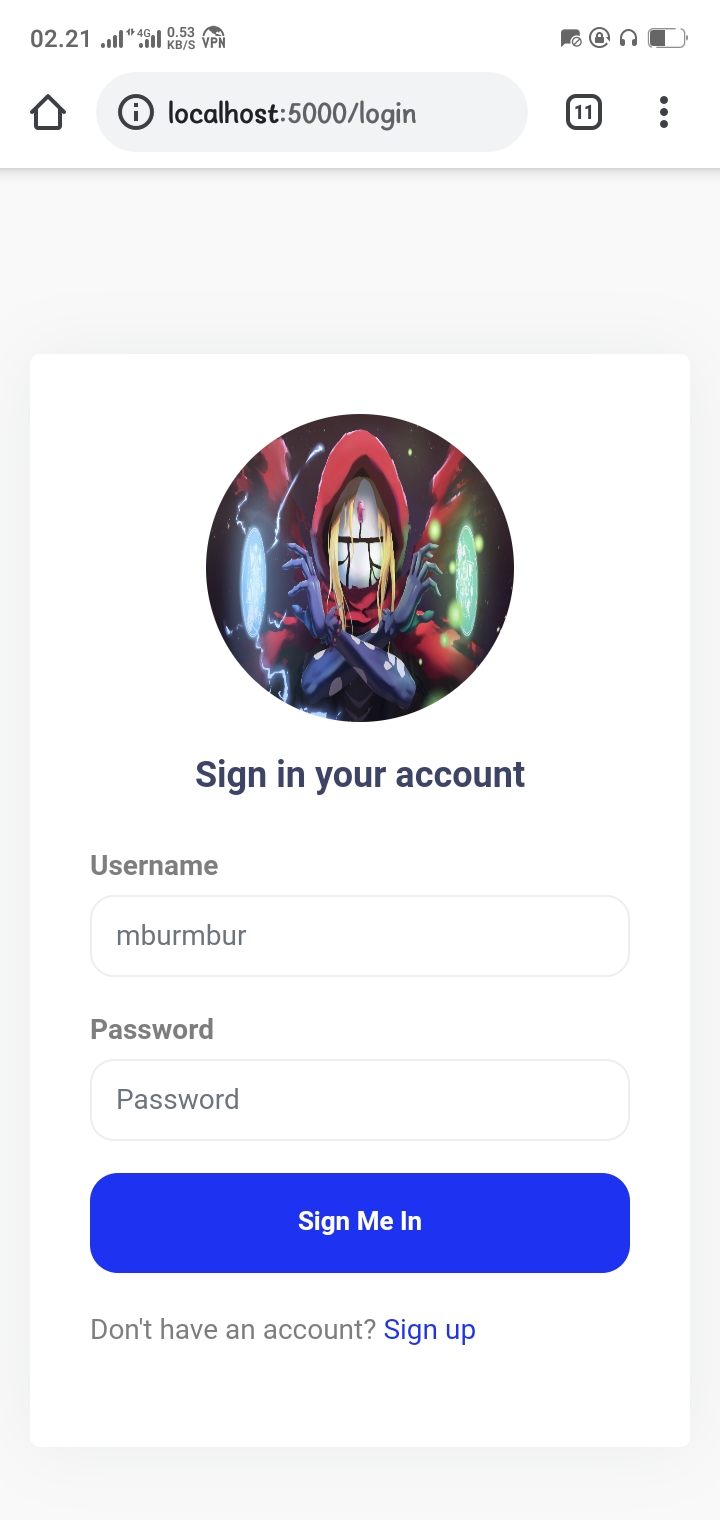 02.21 4G 0.53 KB/S VPN
localhost:5000/login 11
Sign in your account
Username
mburmbur
Password
Password
Sign Me In
Don't have an account? Sign up